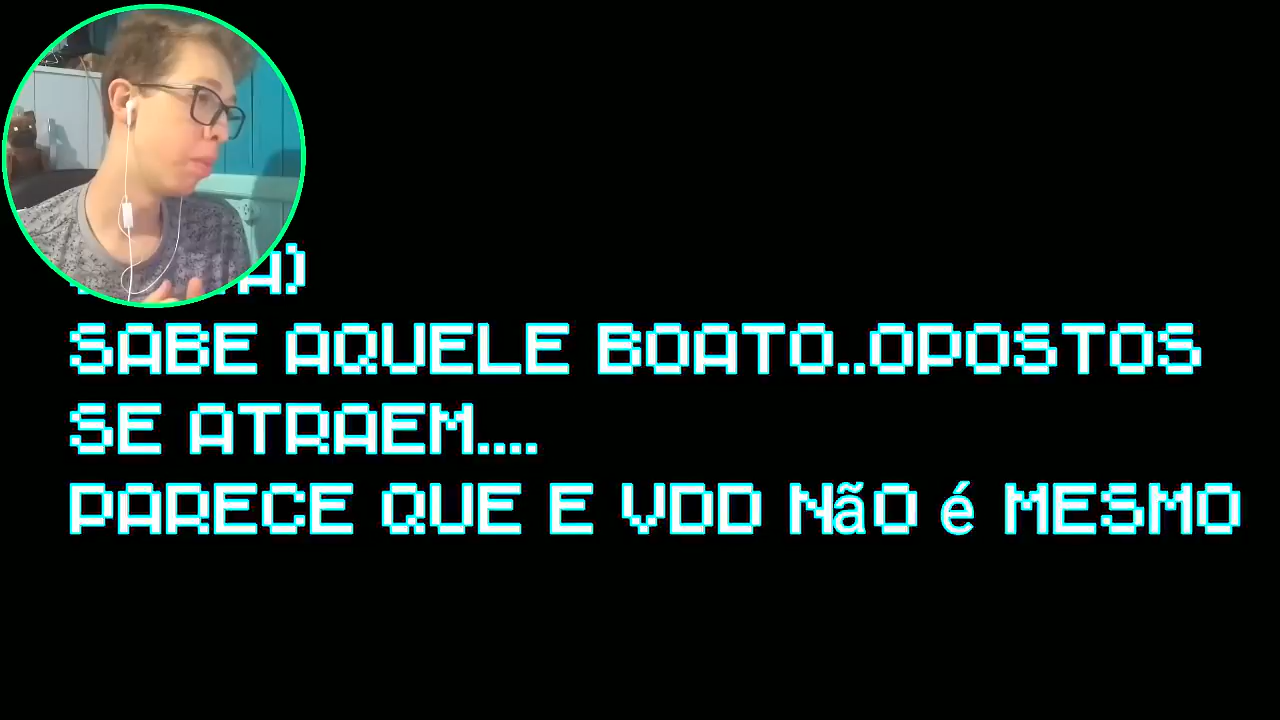 SABE AQUELE BOATO..OPOSTOS
SE ATRAEM....
PARECE QUE E VDD NãO é MESMO